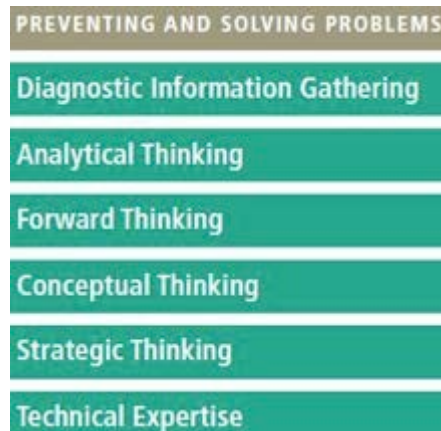 PREVENTING AND SOLVING PROBLEMS
Diagnostic Information Gathering
Analytical Thinking
Forward Thinking
Conceptual Thinking
Strategic Thinking
Technical Expertise